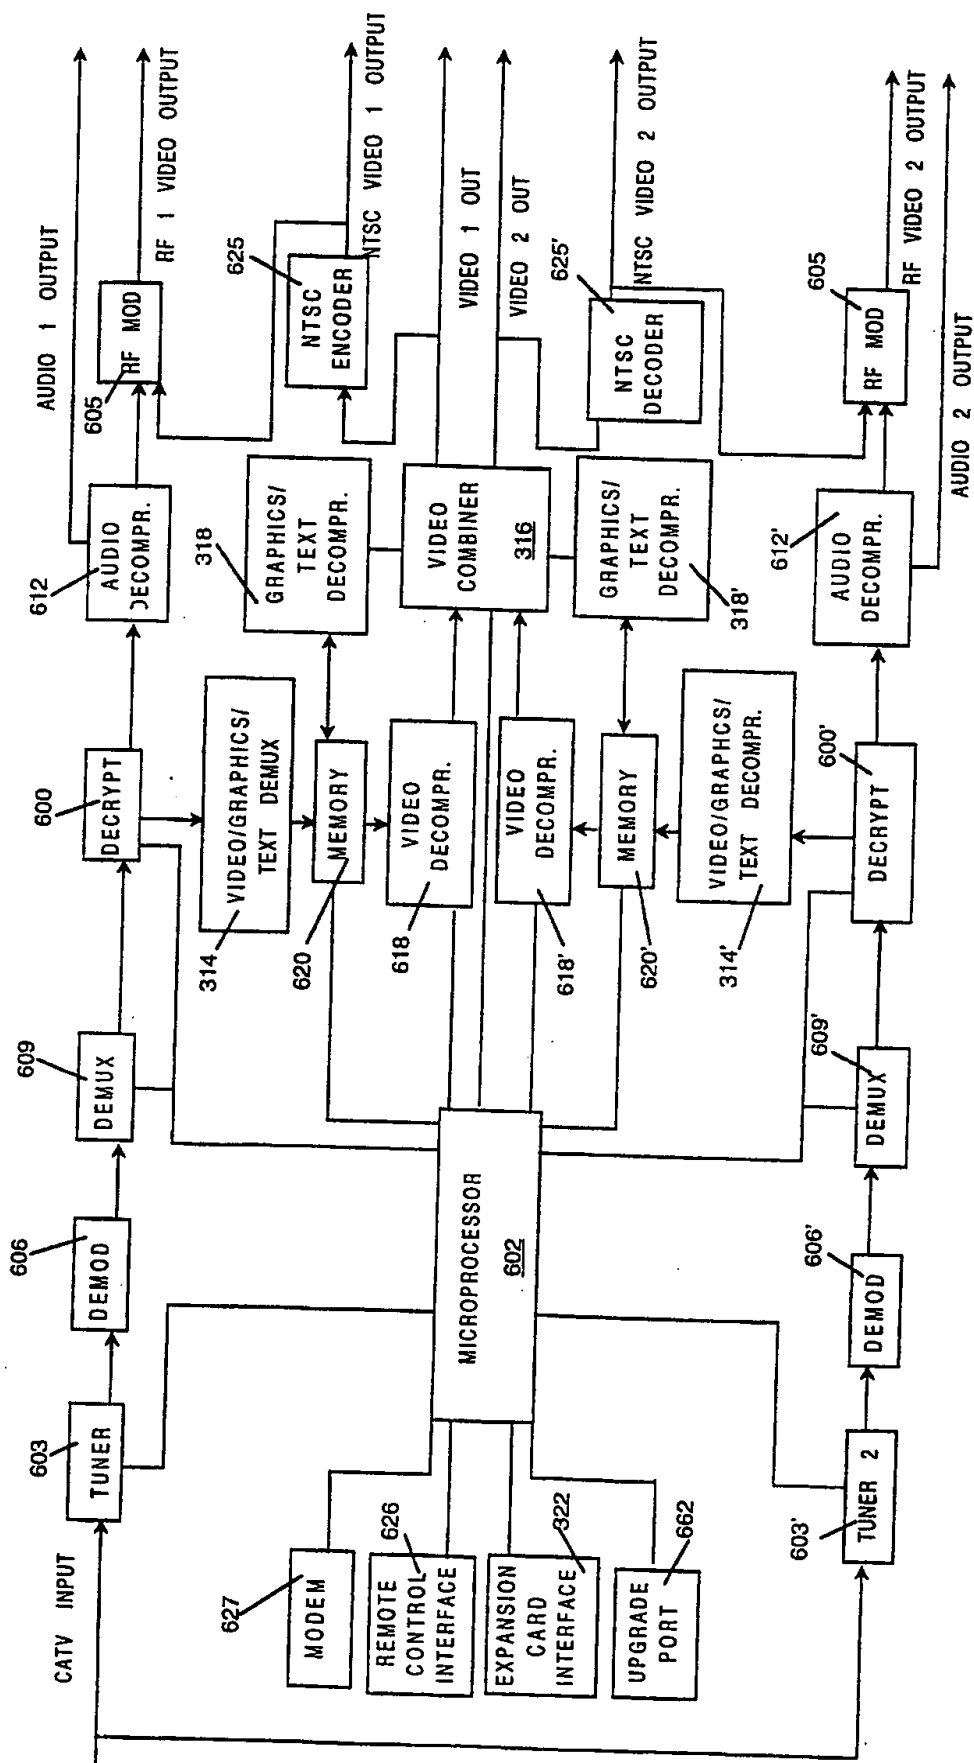 CATV INPUT
603
TUNER
606
DEMOD
609
DEMUX
600
DECRYPT
612
AUDIO
DECOMPR.
605
RF MOD
AUDIO 1 OUTPUT
RF 1 VIDEO OUTPUT
314
VIDEO/GRAPHICS/
TEXT DEMUX
318
GRAPHICS/
TEXT
DECOMPR.
625
NTSC
ENCODER
NTSC VIDEO 1 OUTPUT
627
MODEM
620
MEMORY
626
REMOTE
CONTROL
INTERFACE
618
VIDEO
DECOMPR.
MICROPROCESSOR
602
VIDEO
COMBINER
316
VIDEO 1 OUT
VIDEO 2 OUT
EXPANSION
CARD
INTERFACE
322
618'
VIDEO
DECOMPR.
625'
NTSC
DECODER
NTSC VIDEO 2 OUTPUT
UPGRADE
PORT
662
620'
MEMORY
GRAPHICS/
TEXT
DECOMPR.
318'
314'
VIDEO/GRAPHCS/
TEXT DECOMPR.
603'
TUNER 2
606'
DEMOD
609'
DEMUX
600'
DECRYPT
612'
AUDIO
DECOMPR.
605
RF MOD
RF VIDEO 2 OUTPUT
AUDIO 2 OUTPUT